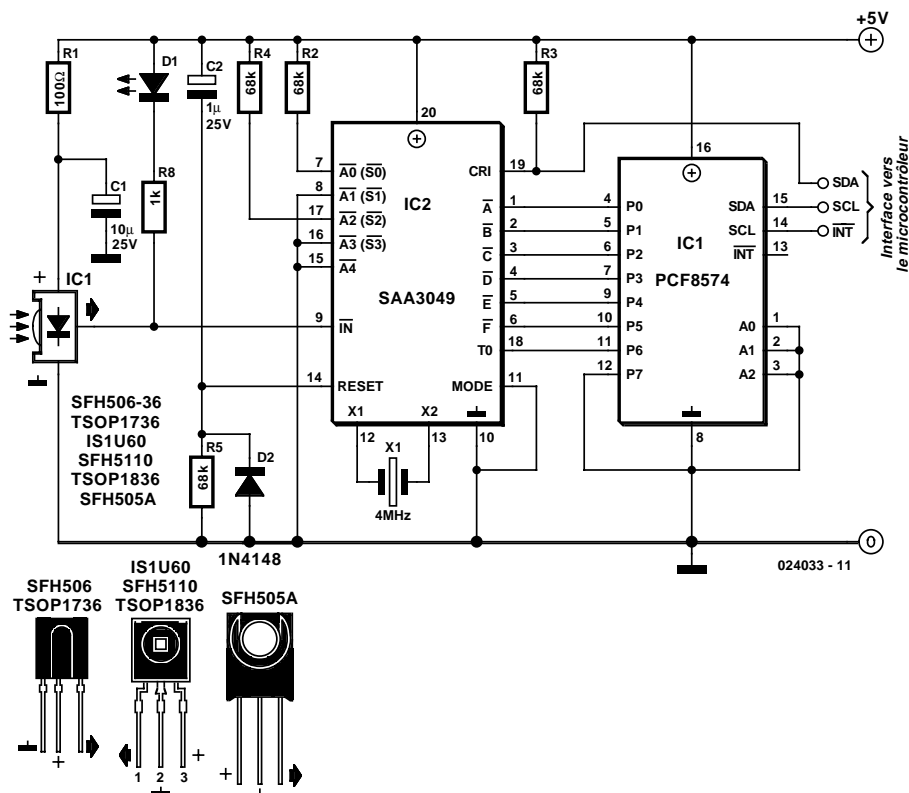 +5V
R1
100Ω
D1
C2
1µ
25V
R4
68k
R2
68k
R3
68k
C1
10µ
25V
R8
1k
+
IC1
SFH506-36
TSOP1736
IS1U60
SFH5110
TSOP1836
SFH505A
20
7 A0 (S0)
8 A1 (S1)
17 A2 (S2)
16 A3 (S3)
15 A4
9 IN
14 RESET
IC2
SAA3049
CRI 19
A 1
B 2
C 3
D 4
E 5
F 6
T0 18
MODE 11
X1
X2
12
13
10
X1
4MHz
R5
68k
D2
1N4148
16
4 P0
5 P1
6 P2
7 P3
9 P4
10 P5
11 P6
12 P7
IC1
PCF8574
SDA 15
SCL 14
INT 13
A0 1
A1 2
A2 3
8
SDA
SCL
INT
Interface vers
le microcontrôleur
0
024033 - 11
SFH506
TSOP1736
+
IS1U60
SFH5110
TSOP1836
1 2 3
+
SFH505A
+